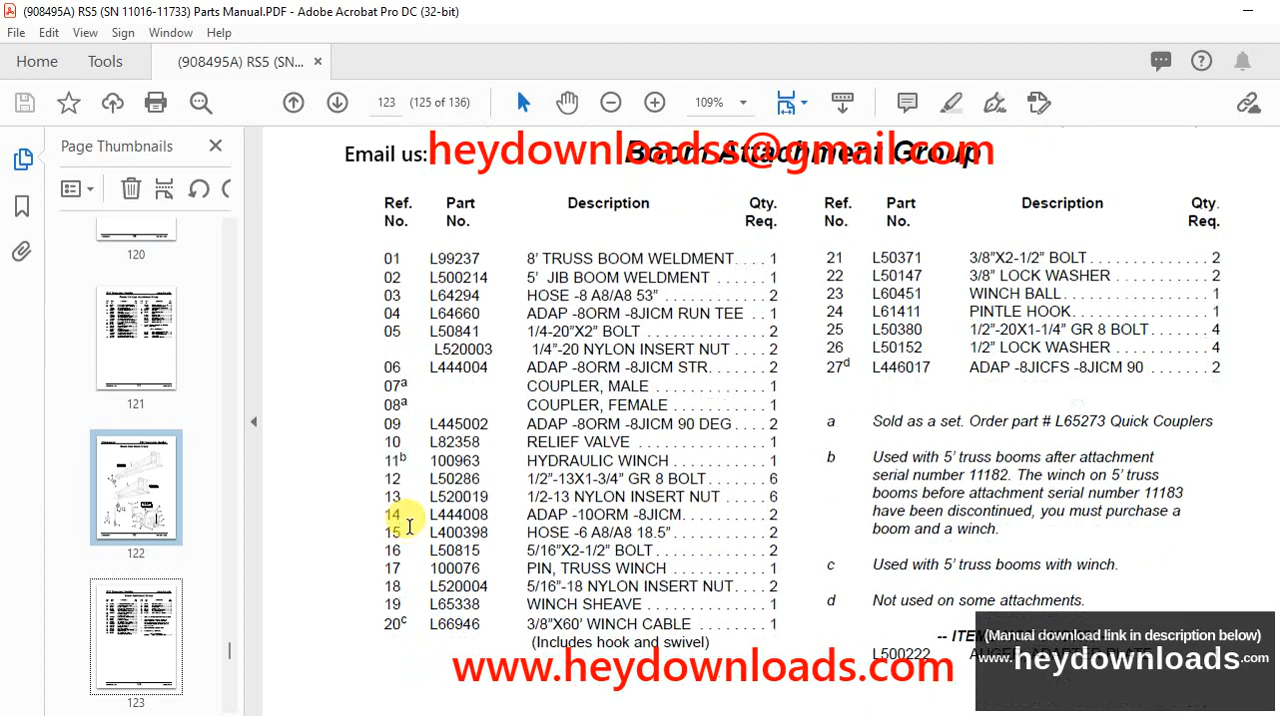 (908495A) RS5 (SN 11016-11733) Parts Manual.PDF - Adobe Acrobat Pro DC (32-bit)
File Edit View Sign Window Help
Home Tools (908495A) RS5 (SN... ×
123 (125 of 136) 109%
Page Thumbnails
120
121
122
123
Email us: heydownloadss@gmail.com
Boom Attachment Group
Ref. No. Part No. Description Qty. Req.
01 L99237 8' TRUSS BOOM WELDMENT. . . . 1
02 L500214 5' JIB BOOM WELDMENT . . . . . . . 1
03 L64294 HOSE -8 A8/A8 53" . . . . . . . . . . . . 2
04 L64660 ADAP -8ORM -8JICM RUN TEE . . 1
05 L50841 1/4-20"X2" BOLT . . . . . . . . . . . . . . 2
L520003 1/4"-20 NYLON INSERT NUT . . . . 2
06 L444004 ADAP -8ORM -8JICM STR. . . . . . . 2
07a COUPLER, MALE . . . . . . . . . . . . . 1
08a COUPLER, FEMALE . . . . . . . . . . . 1
09 L445002 ADAP -8ORM -8JICM 90 DEG . . . . 2
10 L82358 RELIEF VALVE . . . . . . . . . . . . . . . 1
11b 100963 HYDRAULIC WINCH . . . . . . . . . . . 1
12 L50286 1/2"-13X1-3/4" GR 8 BOLT. . . . . . . 6
13 L520019 1/2-13 NYLON INSERT NUT . . . . . 6
14 L444008 ADAP -10ORM -8JICM. . . . . . . . . . 2
15 L400398 HOSE -6 A8/A8 18.5" . . . . . . . . . . . 2
16 L50815 5/16"X2-1/2" BOLT . . . . . . . . . . . . . 2
17 100076 PIN, TRUSS WINCH . . . . . . . . . . . 1
18 L520004 5/16"-18 NYLON INSERT NUT. . . . 2
19 L65338 WINCH SHEAVE . . . . . . . . . . . . . . 1
20c L66946 3/8"X60' WINCH CABLE . . . . . . . . 1
(Includes hook and swivel)
Ref. No. Part No. Description Qty. Req.
21 L50371 3/8"X2-1/2" BOLT . . . . . . . . . . . . . 2
22 L50147 3/8" LOCK WASHER . . . . . . . . . . . 2
23 L60451 WINCH BALL. . . . . . . . . . . . . . . . . 1
24 L61411 PINTLE HOOK. . . . . . . . . . . . . . . . 1
25 L50380 1/2"-20X1-1/4" GR 8 BOLT. . . . . . . 4
26 L50152 1/2" LOCK WASHER . . . . . . . . . . . 4
27d L446017 ADAP -8JICFS -8JICM 90 . . . . . . . 2
a Sold as a set. Order part # L65273 Quick Couplers
b Used with 5' truss booms after attachment
serial number 11182. The winch on 5' truss
booms before attachment serial number 11183
have been discontinued, you must purchase a
boom and a winch.
c Used with 5' truss booms with winch.
d Not used on some attachments.
-- ITEM
L500222 AUGER ADAPTER PLATE
www.heydownloads.com
(Manual download link in description below)
www.heydownloads.com